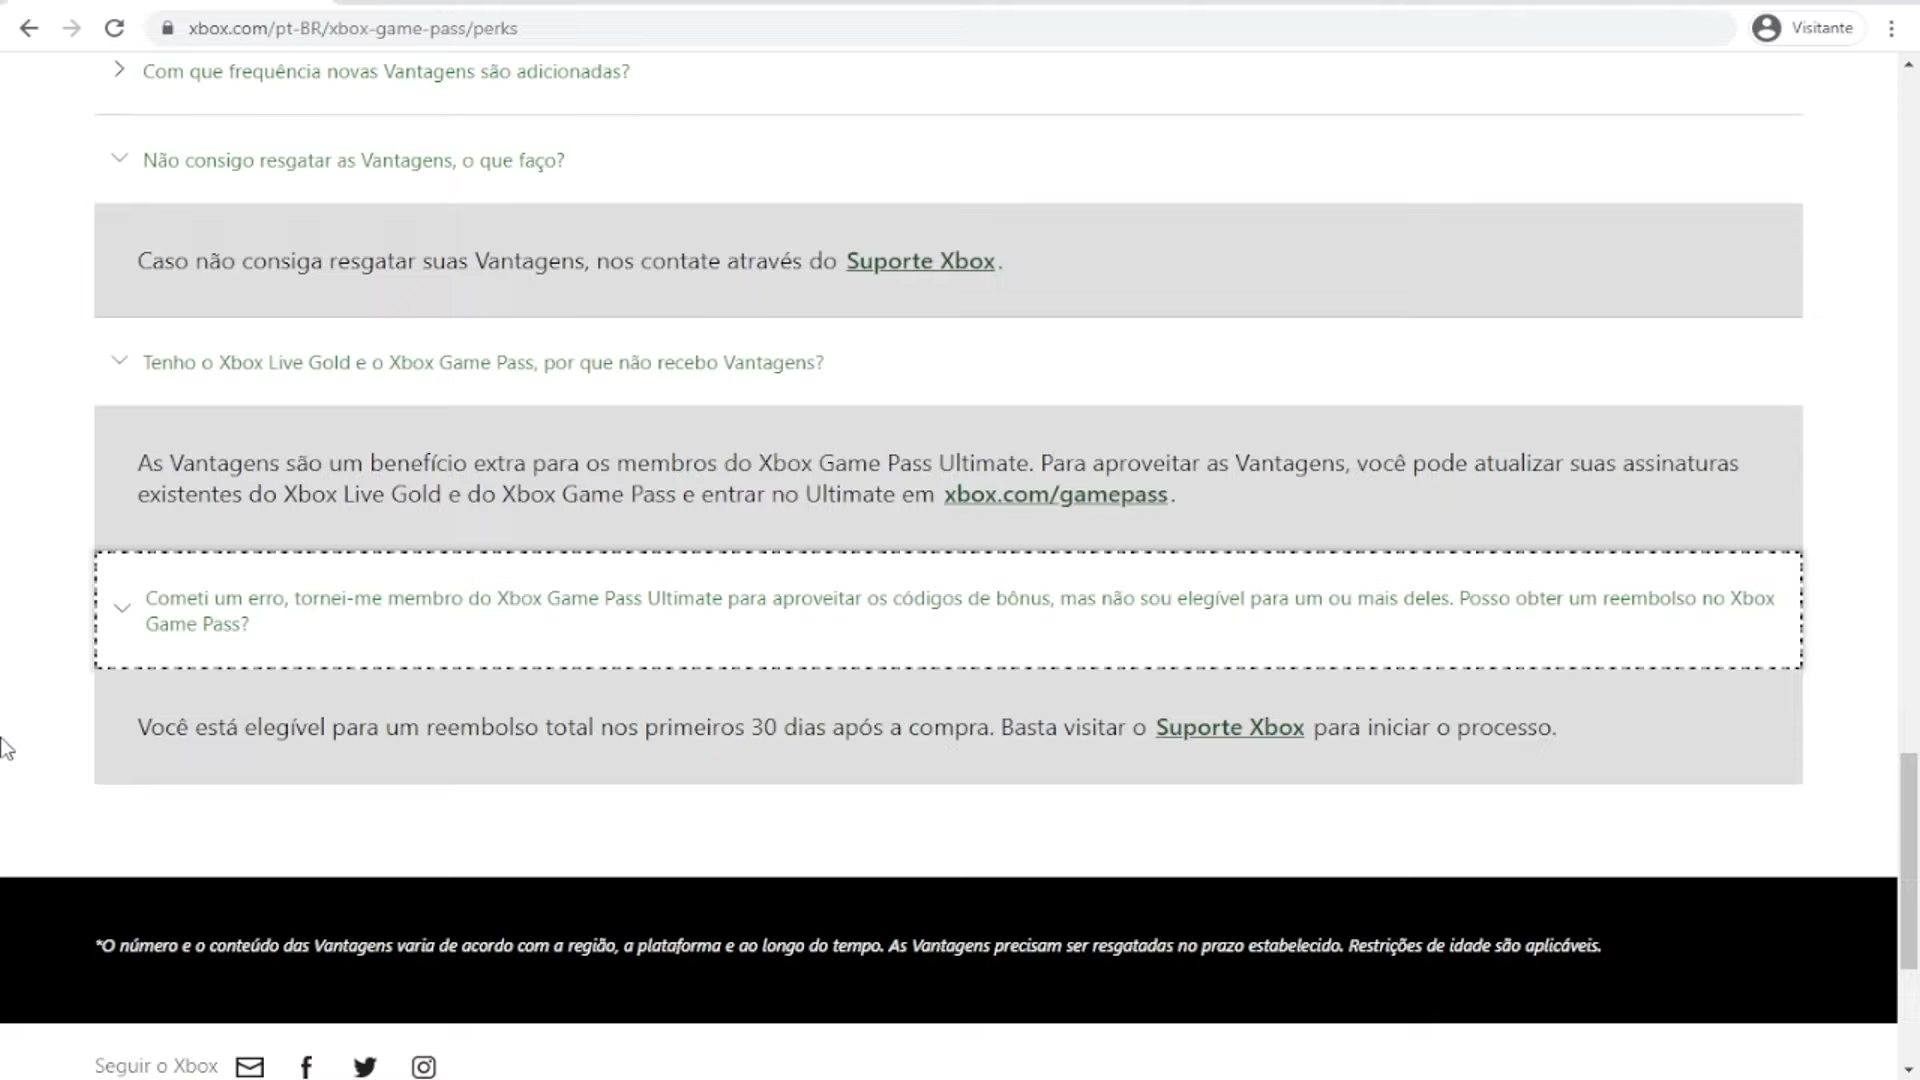 xbox.com/pt-BR/xbox-game-pass/perks
Visitante
Com que frequência novas Vantagens são adicionadas?
Não consigo resgatar as Vantagens, o que faço?
Caso não consiga resgatar suas Vantagens, nos contate através do Suporte Xbox.
Tenho o Xbox Live Gold e o Xbox Game Pass, por que não recebo Vantagens?
As Vantagens são um benefício extra para os membros do Xbox Game Pass Ultimate. Para aproveitar as Vantagens, você pode atualizar suas assinaturas
existentes do Xbox Live Gold e do Xbox Game Pass e entrar no Ultimate em xbox.com/gamepass.
Cometi um erro, tornei-me membro do Xbox Game Pass Ultimate para aproveitar os códigos de bônus, mas não sou elegível para um ou mais deles. Posso obter um reembolso no Xbox
Game Pass?
Você está elegível para um reembolso total nos primeiros 30 dias após a compra. Basta visitar o Suporte Xbox para iniciar o processo.
*O número e o conteúdo das Vantagens varia de acordo com a região, a plataforma e ao longo do tempo. As Vantagens precisam ser resgatadas no prazo estabelecido. Restrições de idade são aplicáveis.
Seguir o Xbox